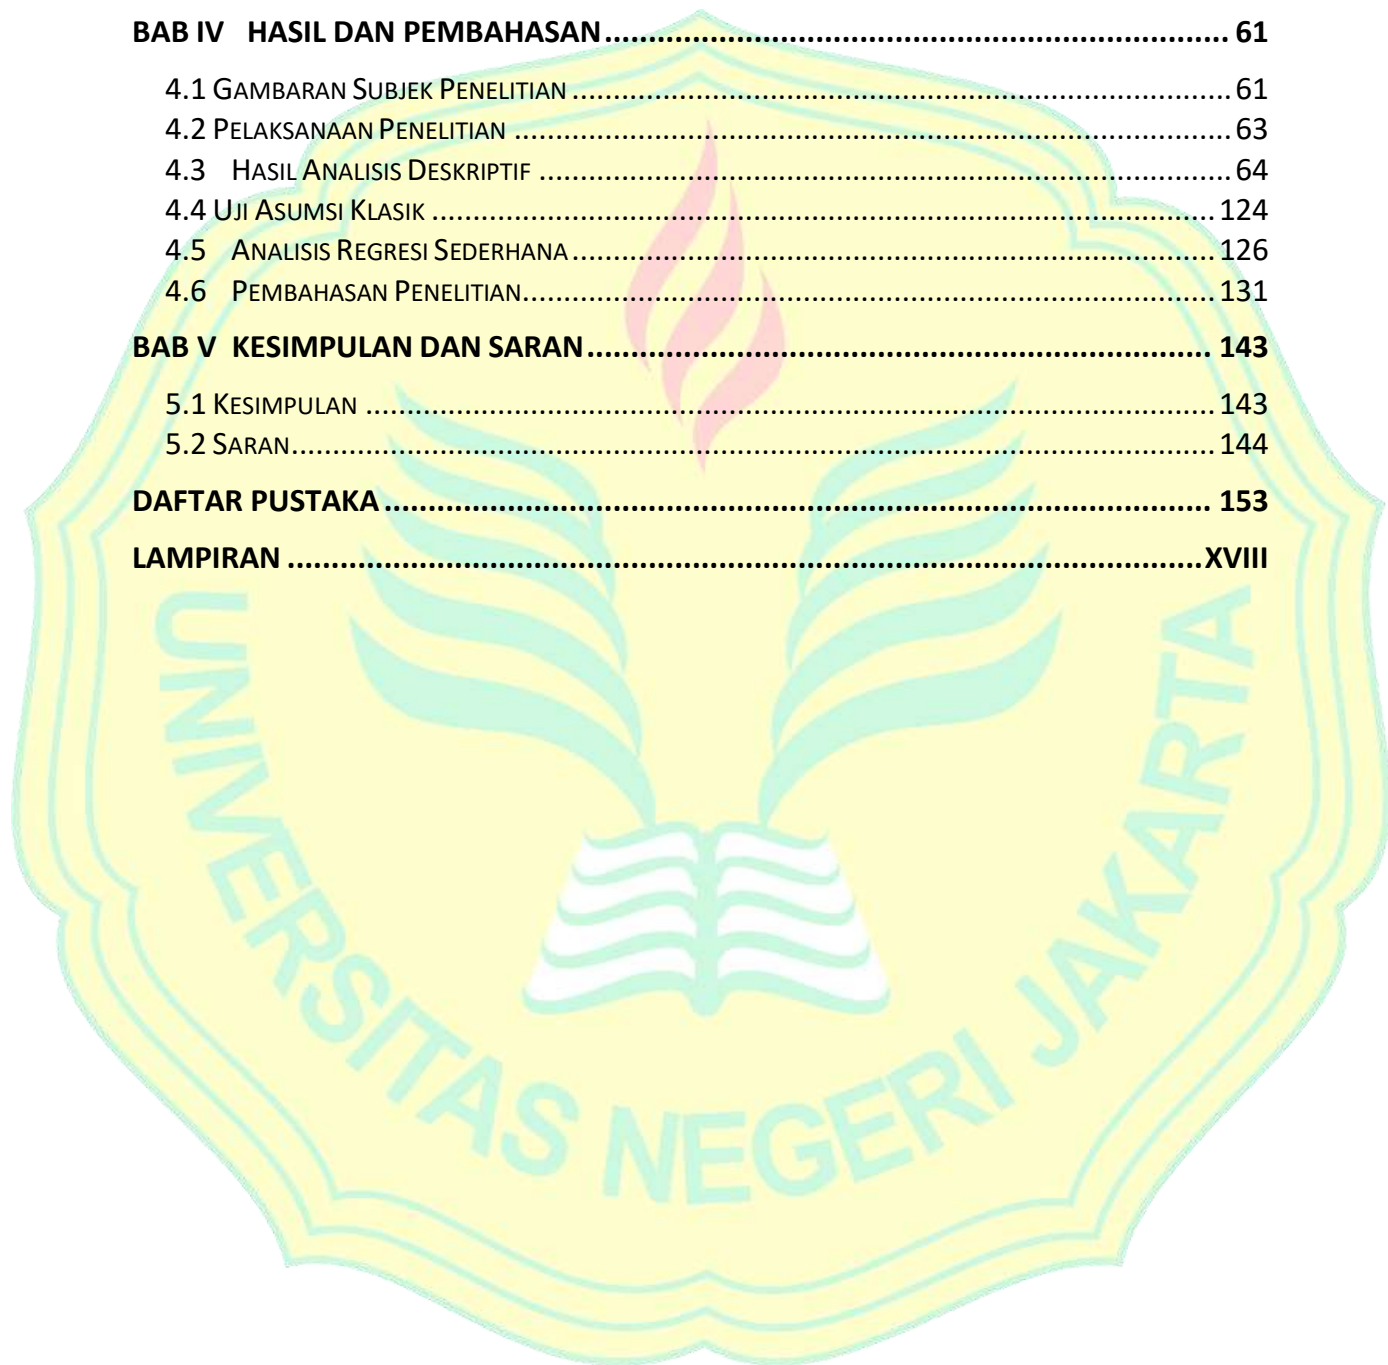 BAB IV HASIL DAN PEMBAHASAN........................................................................... 61
4.1 GAMBARAN SUBJEK PENELITIAN.................................................................................. 61
4.2 PELAKSANAAN PENELITIAN......................................................................................... 63
4.3 HASIL ANALISIS DESKRIPTIF...................................................................................... 64
4.4 UJI ASUMSI KLASIK................................................................................................. 124
4.5 ANALISIS REGRESI SEDERHANA................................................................................ 126
4.6 PEMBAHASAN PENELITIAN...................................................................................... 131
BAB V KESIMPULAN DAN SARAN........................................................................... 143
5.1 KESIMPULAN......................................................................................................... 143
5.2 SARAN................................................................................................................... 144
DAFTAR PUSTAKA.................................................................................................... 153
LAMPIRAN..............................................................................................................XVIII
UNIVERSITAS NEGERI JAKARTA